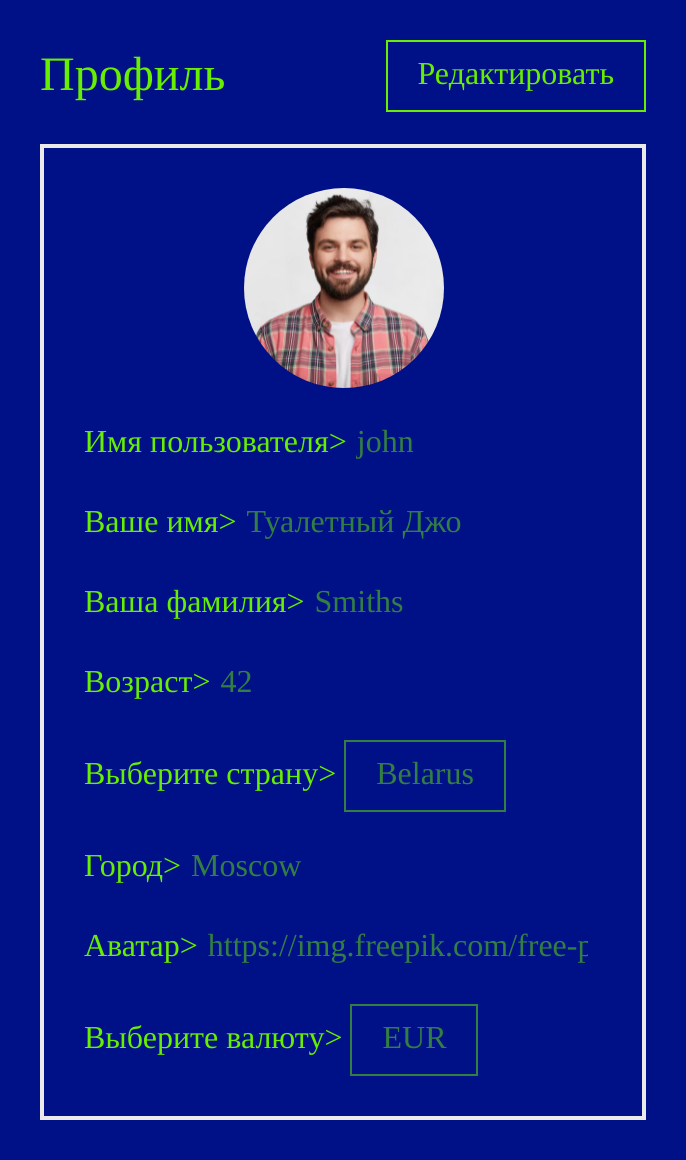 Профиль
Редактировать
Имя пользователя> john
Ваше имя> Туалетный Джо
Ваша фамилия> Smiths
Возраст> 42
Выберите страну> Belarus
Город> Moscow
Аватар> https://img.freepik.com/free-p
Выберите валюту> EUR